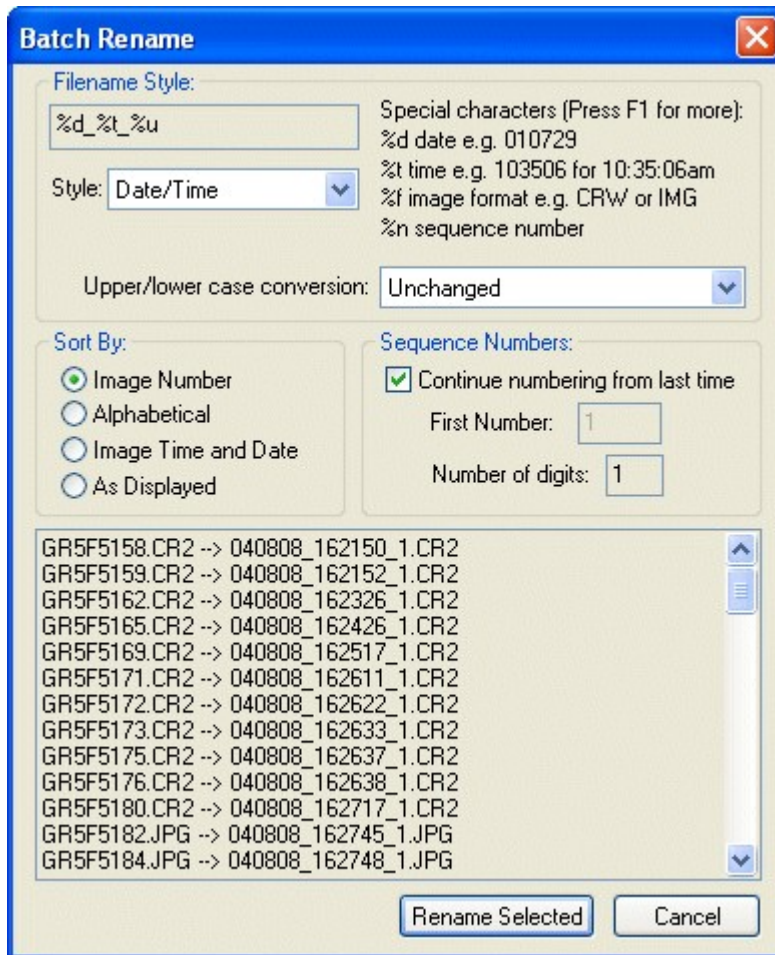 Batch Rename
Filename Style:
%d_%t_%u
Special characters (Press F1 for more):
%d date e.g. 010729
%t time e.g. 103506 for 10:35:06am
%f image format e.g. CRW or IMG
%n sequence number
Style: Date/Time
Upper/lower case conversion: Unchanged
Sort By:
Image Number
Alphabetical
Image Time and Date
As Displayed
Sequence Numbers:
Continue numbering from last time
First Number: 1
Number of digits: 1
GR5F5158.CR2 --> 040808_162150_1.CR2
GR5F5159.CR2 --> 040808_162152_1.CR2
GR5F5162.CR2 --> 040808_162326_1.CR2
GR5F5165.CR2 --> 040808_162426_1.CR2
GR5F5169.CR2 --> 040808_162517_1.CR2
GR5F5171.CR2 --> 040808_162611_1.CR2
GR5F5172.CR2 --> 040808_162622_1.CR2
GR5F5173.CR2 --> 040808_162633_1.CR2
GR5F5175.CR2 --> 040808_162637_1.CR2
GR5F5176.CR2 --> 040808_162638_1.CR2
GR5F5180.CR2 --> 040808_162717_1.CR2
GR5F5182.JPG --> 040808_162745_1.JPG
GR5F5184.JPG --> 040808_162748_1.JPG
Rename Selected
Cancel